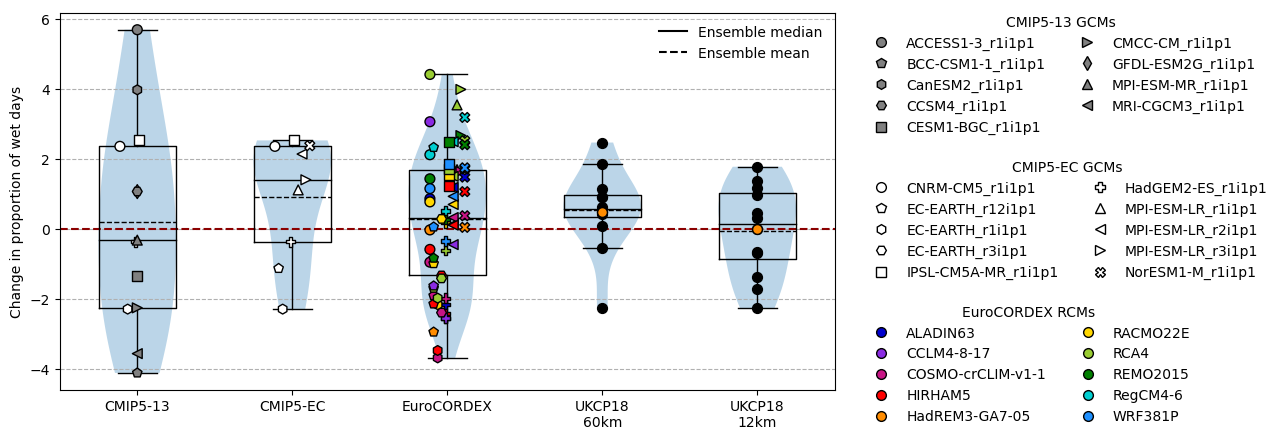 Change in proportion of wet days
6
4
2
0
−2
−4
CMIP5-13
CMIP5-EC
EuroCORDEX
UKCP18
60km
UKCP18
12km
Ensemble median
Ensemble mean
CMIP5-13 GCMs
ACCESS1-3_r1i1p1
BCC-CSM1-1_r1i1p1
CanESM2_r1i1p1
CCSM4_r1i1p1
CESM1-BGC_r1i1p1
CMCC-CM_r1i1p1
GFDL-ESM2G_r1i1p1
MPI-ESM-MR_r1i1p1
MRI-CGCM3_r1i1p1
CMIP5-EC GCMs
CNRM-CM5_r1i1p1
EC-EARTH_r12i1p1
EC-EARTH_r1i1p1
EC-EARTH_r3i1p1
IPSL-CM5A-MR_r1i1p1
HadGEM2-ES_r1i1p1
MPI-ESM-LR_r1i1p1
MPI-ESM-LR_r2i1p1
MPI-ESM-LR_r3i1p1
NorESM1-M_r1i1p1
EuroCORDEX RCMs
ALADIN63
CCLM4-8-17
COSMO-crCLIM-v1-1
HIRHAM5
HadREM3-GA7-05
RACMO22E
RCA4
REMO2015
RegCM4-6
WRF381P